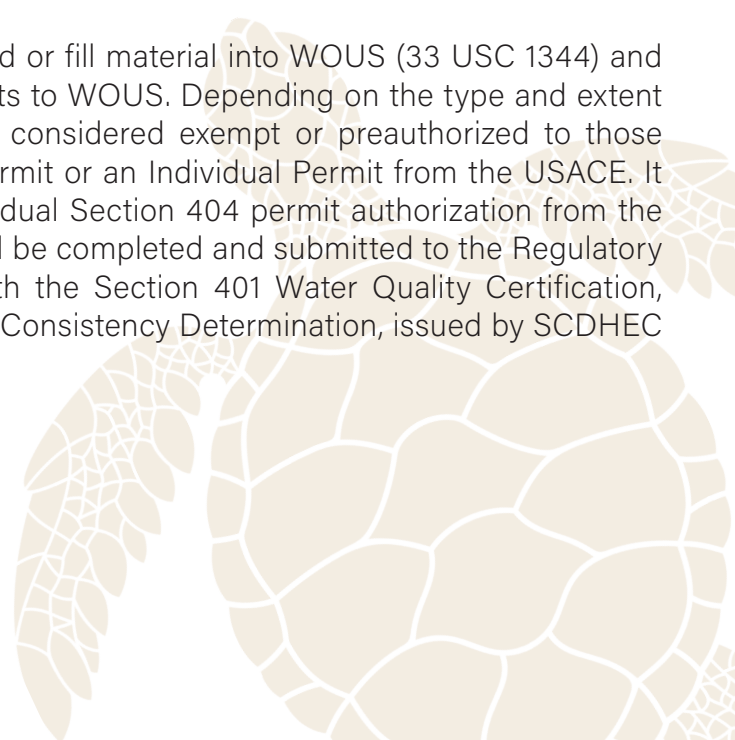 d or fill material into WOUS (33 USC 1344) and
ts to WOUS. Depending on the type and extent
considered exempt or preauthorized to those
ermit or an Individual Permit from the USACE. It
idual Section 404 permit authorization from the
l be completed and submitted to the Regulatory
th the Section 401 Water Quality Certification,
Consistency Determination, issued by SCDHEC